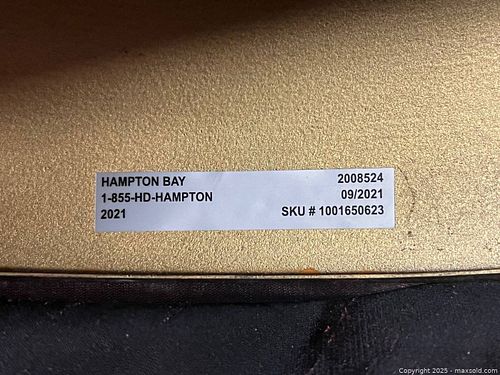 HAMPTON BAY 2008524
1-855-HD-HAMPTON 09/2021
2021 SKU # 1001650623
Copyright © 2025 - maxsold.com